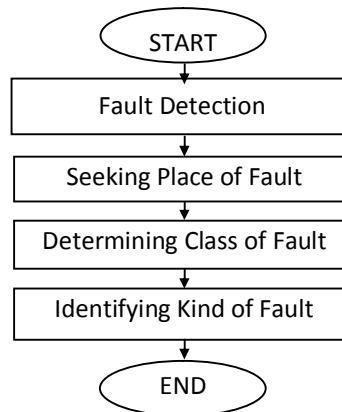 START
Fault Detection
Seeking Place of Fault
Determining Class of Fault
Identifying Kind of Fault
END